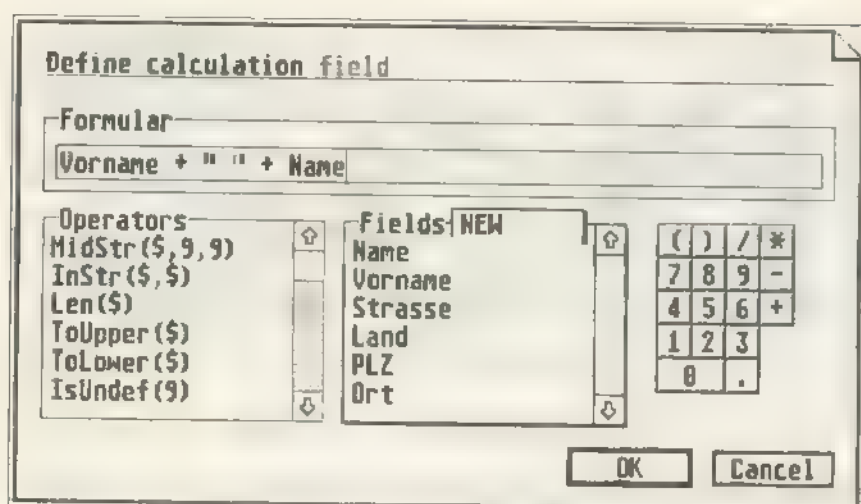 Define calculation field
Formular
Vorname + " " + Name
Operators
MidStr($,9,9)
InStr($,$)
Len($)
ToUpper($)
ToLower($)
IsUndef(9)
Fields NEW
Name
Vorname
Strasse
Land
PLZ
Ort
( ) / *
7 8 9 -
4 5 6 +
1 2 3
0 .
OK Cancel